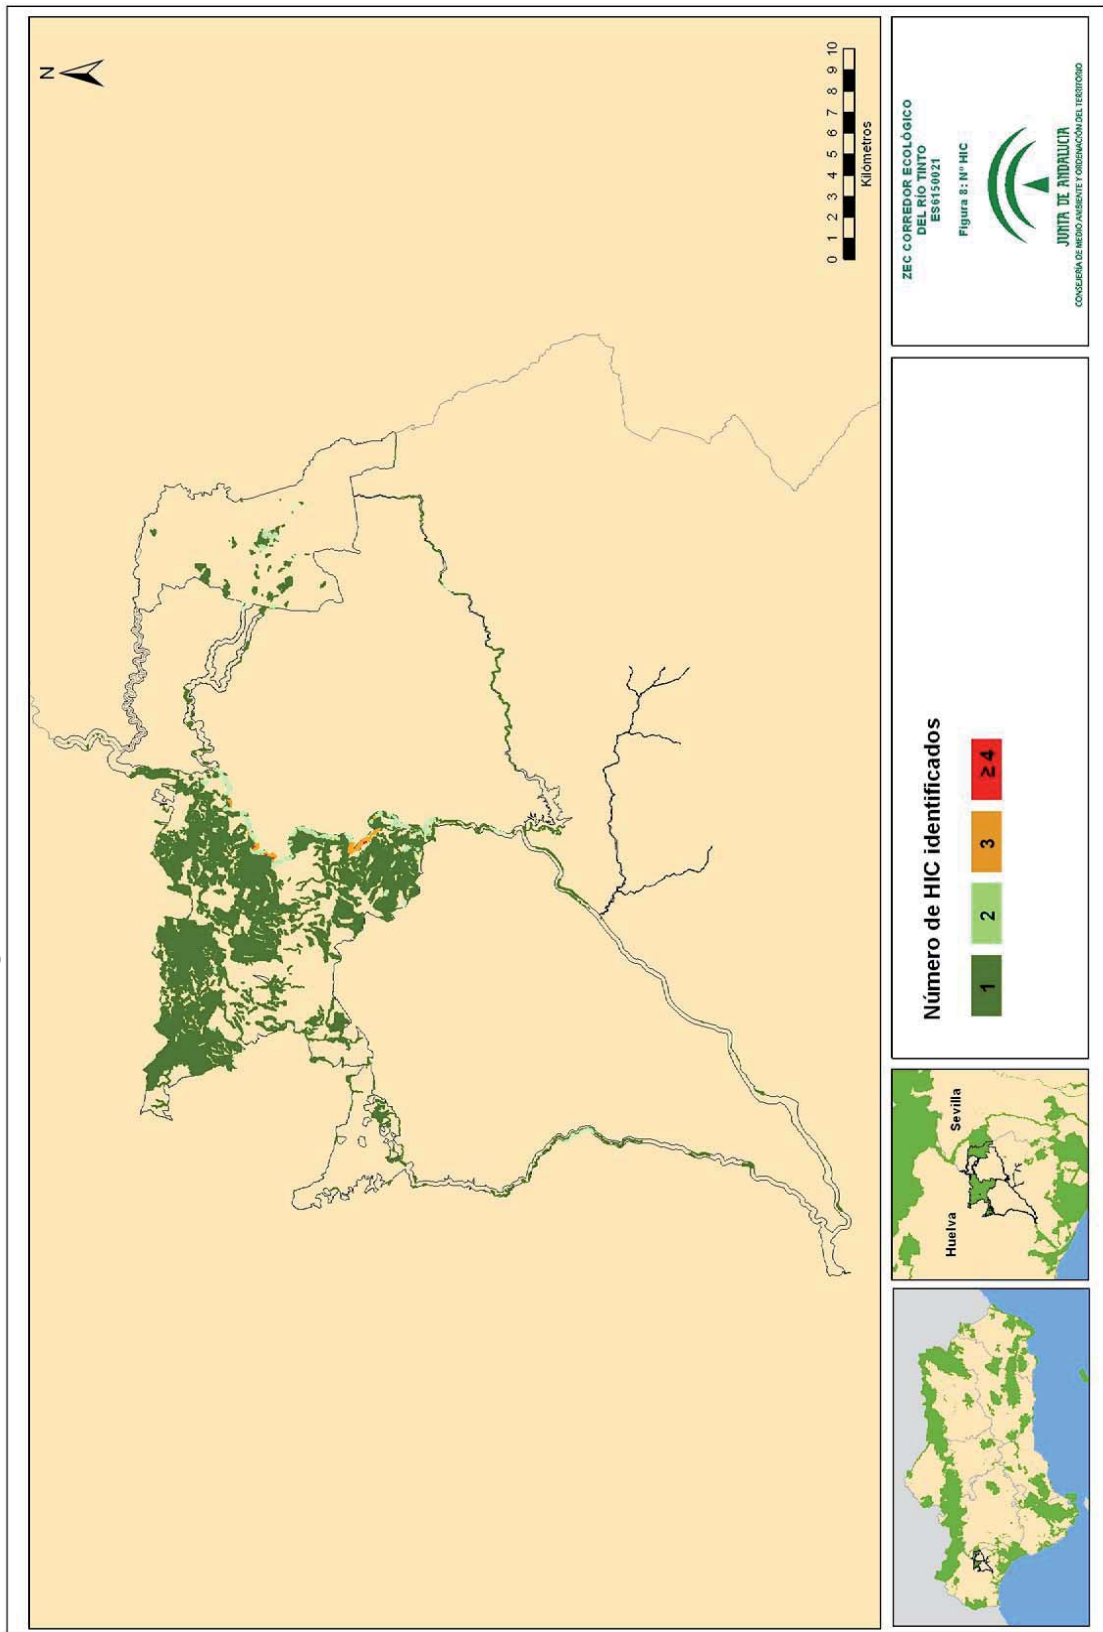 N
0 1 2 3 4 5 6 7 8 9 10
Kilómetros
Huelva
Sevilla
Número de HIC identificados
1
2
3
≥ 4
ZEC CORREDOR ECOLÓGICO
DEL RÍO TINTO
ES6150021
Figura 8: Nº HIC
JUNTA DE ANDALUCIA
CONSEJERÍA DE MEDIO AMBIENTE Y ORDENACIÓN DEL TERRITORIO